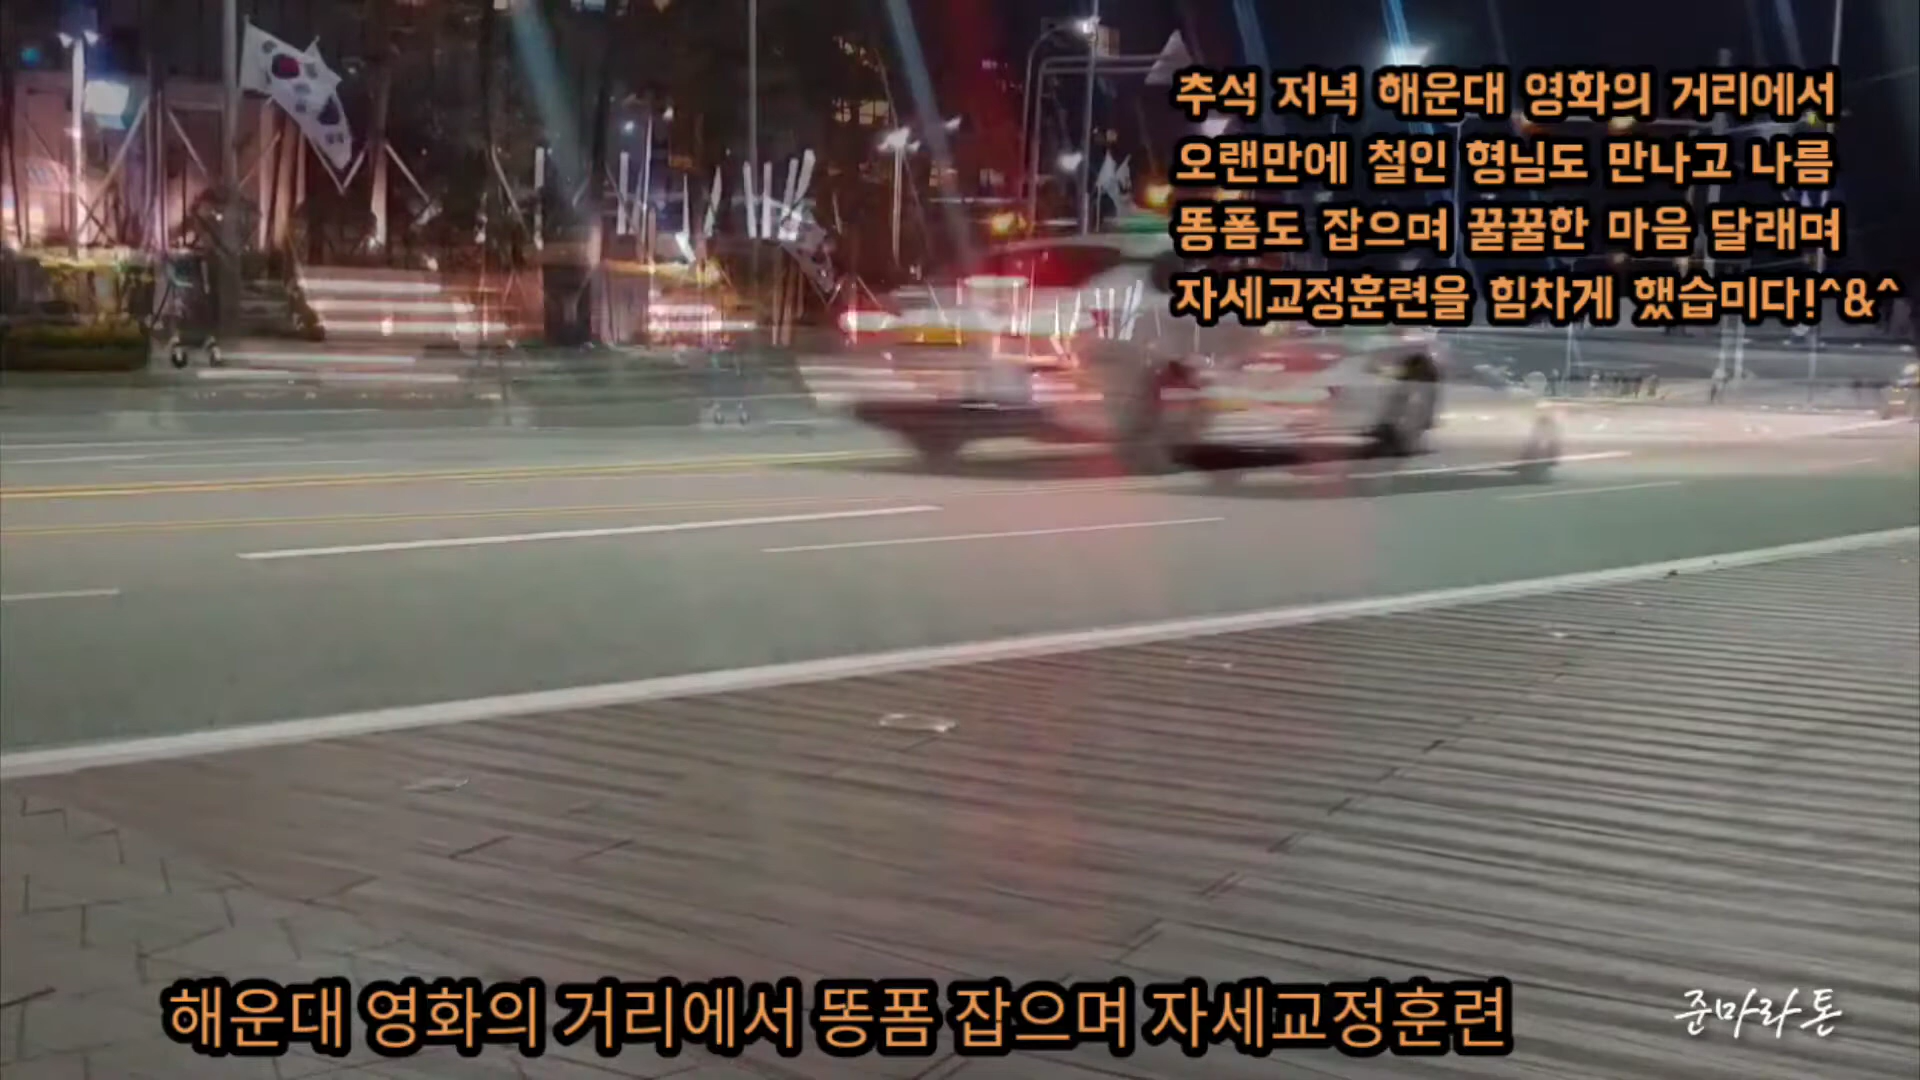 추석 저녁 해운대 영화의 거리에서
오랜만에 철인 형님도 만나고 나름
똥폼도 잡으며 꿀꿀한 마음 달래며
자세교정훈련을 힘차게 했습미다!^&^
해운대 영화의 거리에서 똥폼 잡으며 자세교정훈련
준마라톤